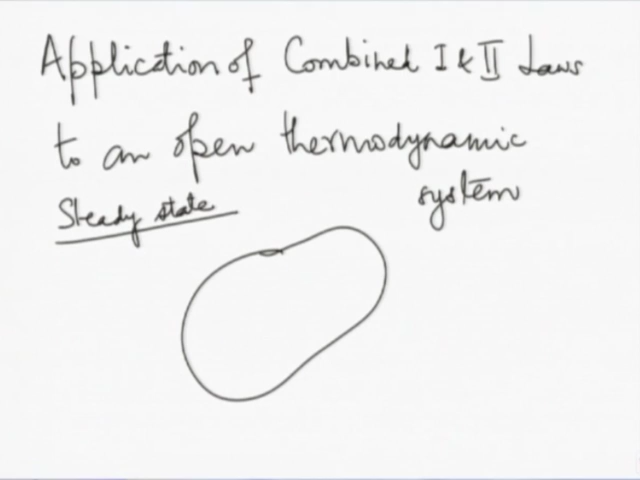 Application of Combined I & II Laws
to an open thermodynamic
system
Steady state